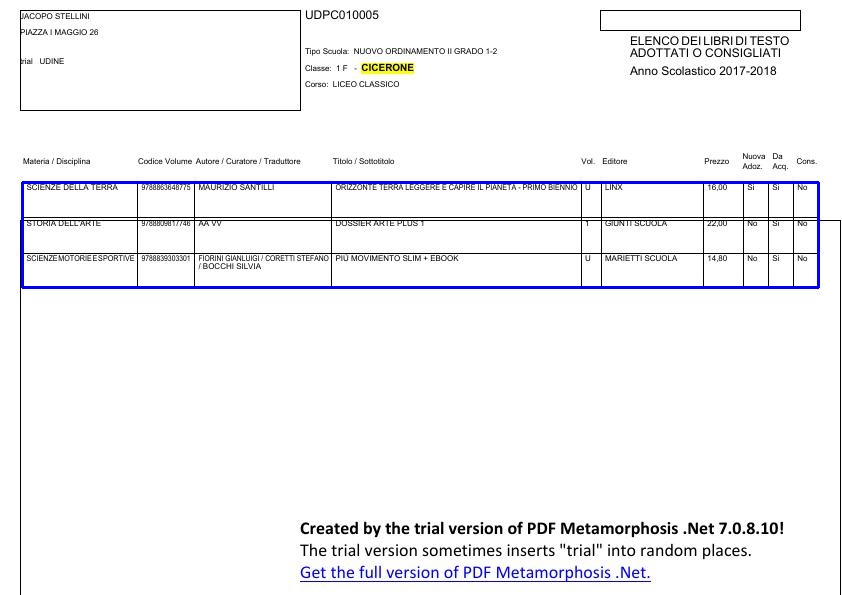 JACOPO STELLINI
PIAZZA I MAGGIO 26
trial UDINE
UDPC010005
Tipo Scuola: NUOVO ORDINAMENTO II GRADO 1-2
Classe: 1 F - CICERONE
Corso: LICEO CLASSICO
ELENCO DEI LIBRI DI TESTO
ADOTTATI O CONSIGLIATI
Anno Scolastico 2017-2018
Materia / Disciplina Codice Volume Autore / Curatore / Traduttore Titolo / Sottotitolo Vol. Editore Prezzo Nuova Adoz. Da Acq. Cons.
SCIENZE DELLA TERRA 9788863648775 MAURIZIO SANTILLI ORIZZONTE TERRA LEGGERE E CAPIRE IL PIANETA - PRIMO BIENNIO U LINX 16,00 Si Si No
STORIA DELL'ARTE 9788809817746 AA VV DOSSIER ARTE PLUS 1 1 GIUNTI SCUOLA 22,00 No Si No
SCIENZE MOTORIE E SPORTIVE 9788839303301 FIORINI GIANLUIGI / CORETTI STEFANO / BOCCHI SILVIA PIÙ MOVIMENTO SLIM + EBOOK U MARIETTI SCUOLA 14,80 No Si No
Created by the trial version of PDF Metamorphosis .Net 7.0.8.10!
The trial version sometimes inserts "trial" into random places.
Get the full version of PDF Metamorphosis .Net.